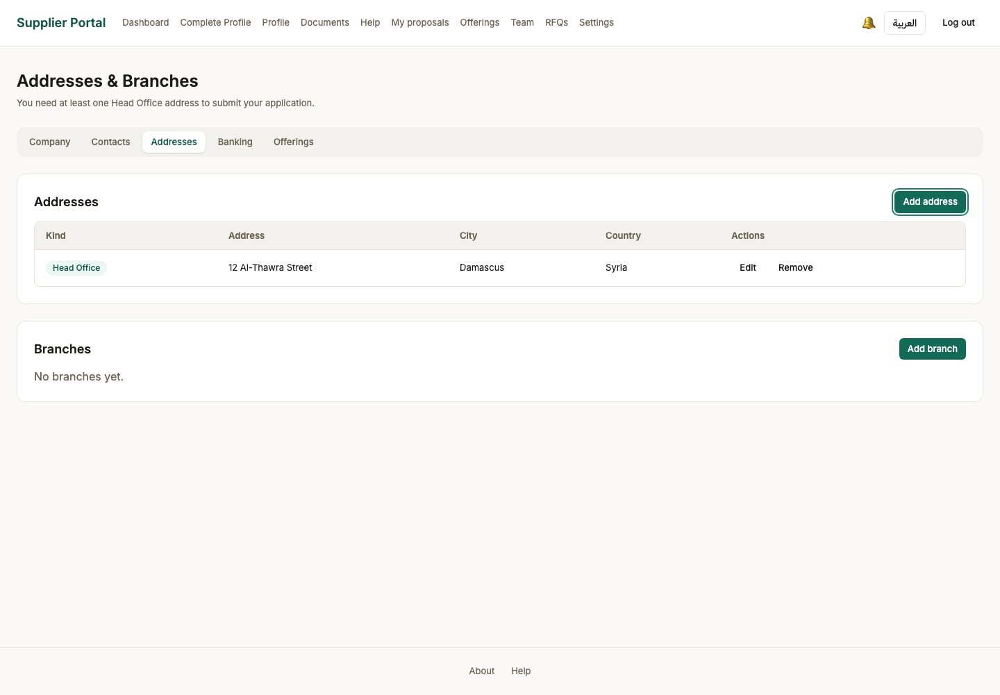 Supplier Portal Dashboard Complete Profile Profile Documents Help My proposals Offerings Team RFQs Settings العربية Log out
Addresses & Branches
You need at least one Head Office address to submit your application.
Company Contacts Addresses Banking Offerings
Addresses Add address
Kind Address City Country Actions
Head Office 12 Al-Thawra Street Damascus Syria Edit Remove
Branches Add branch
No branches yet.
About Help